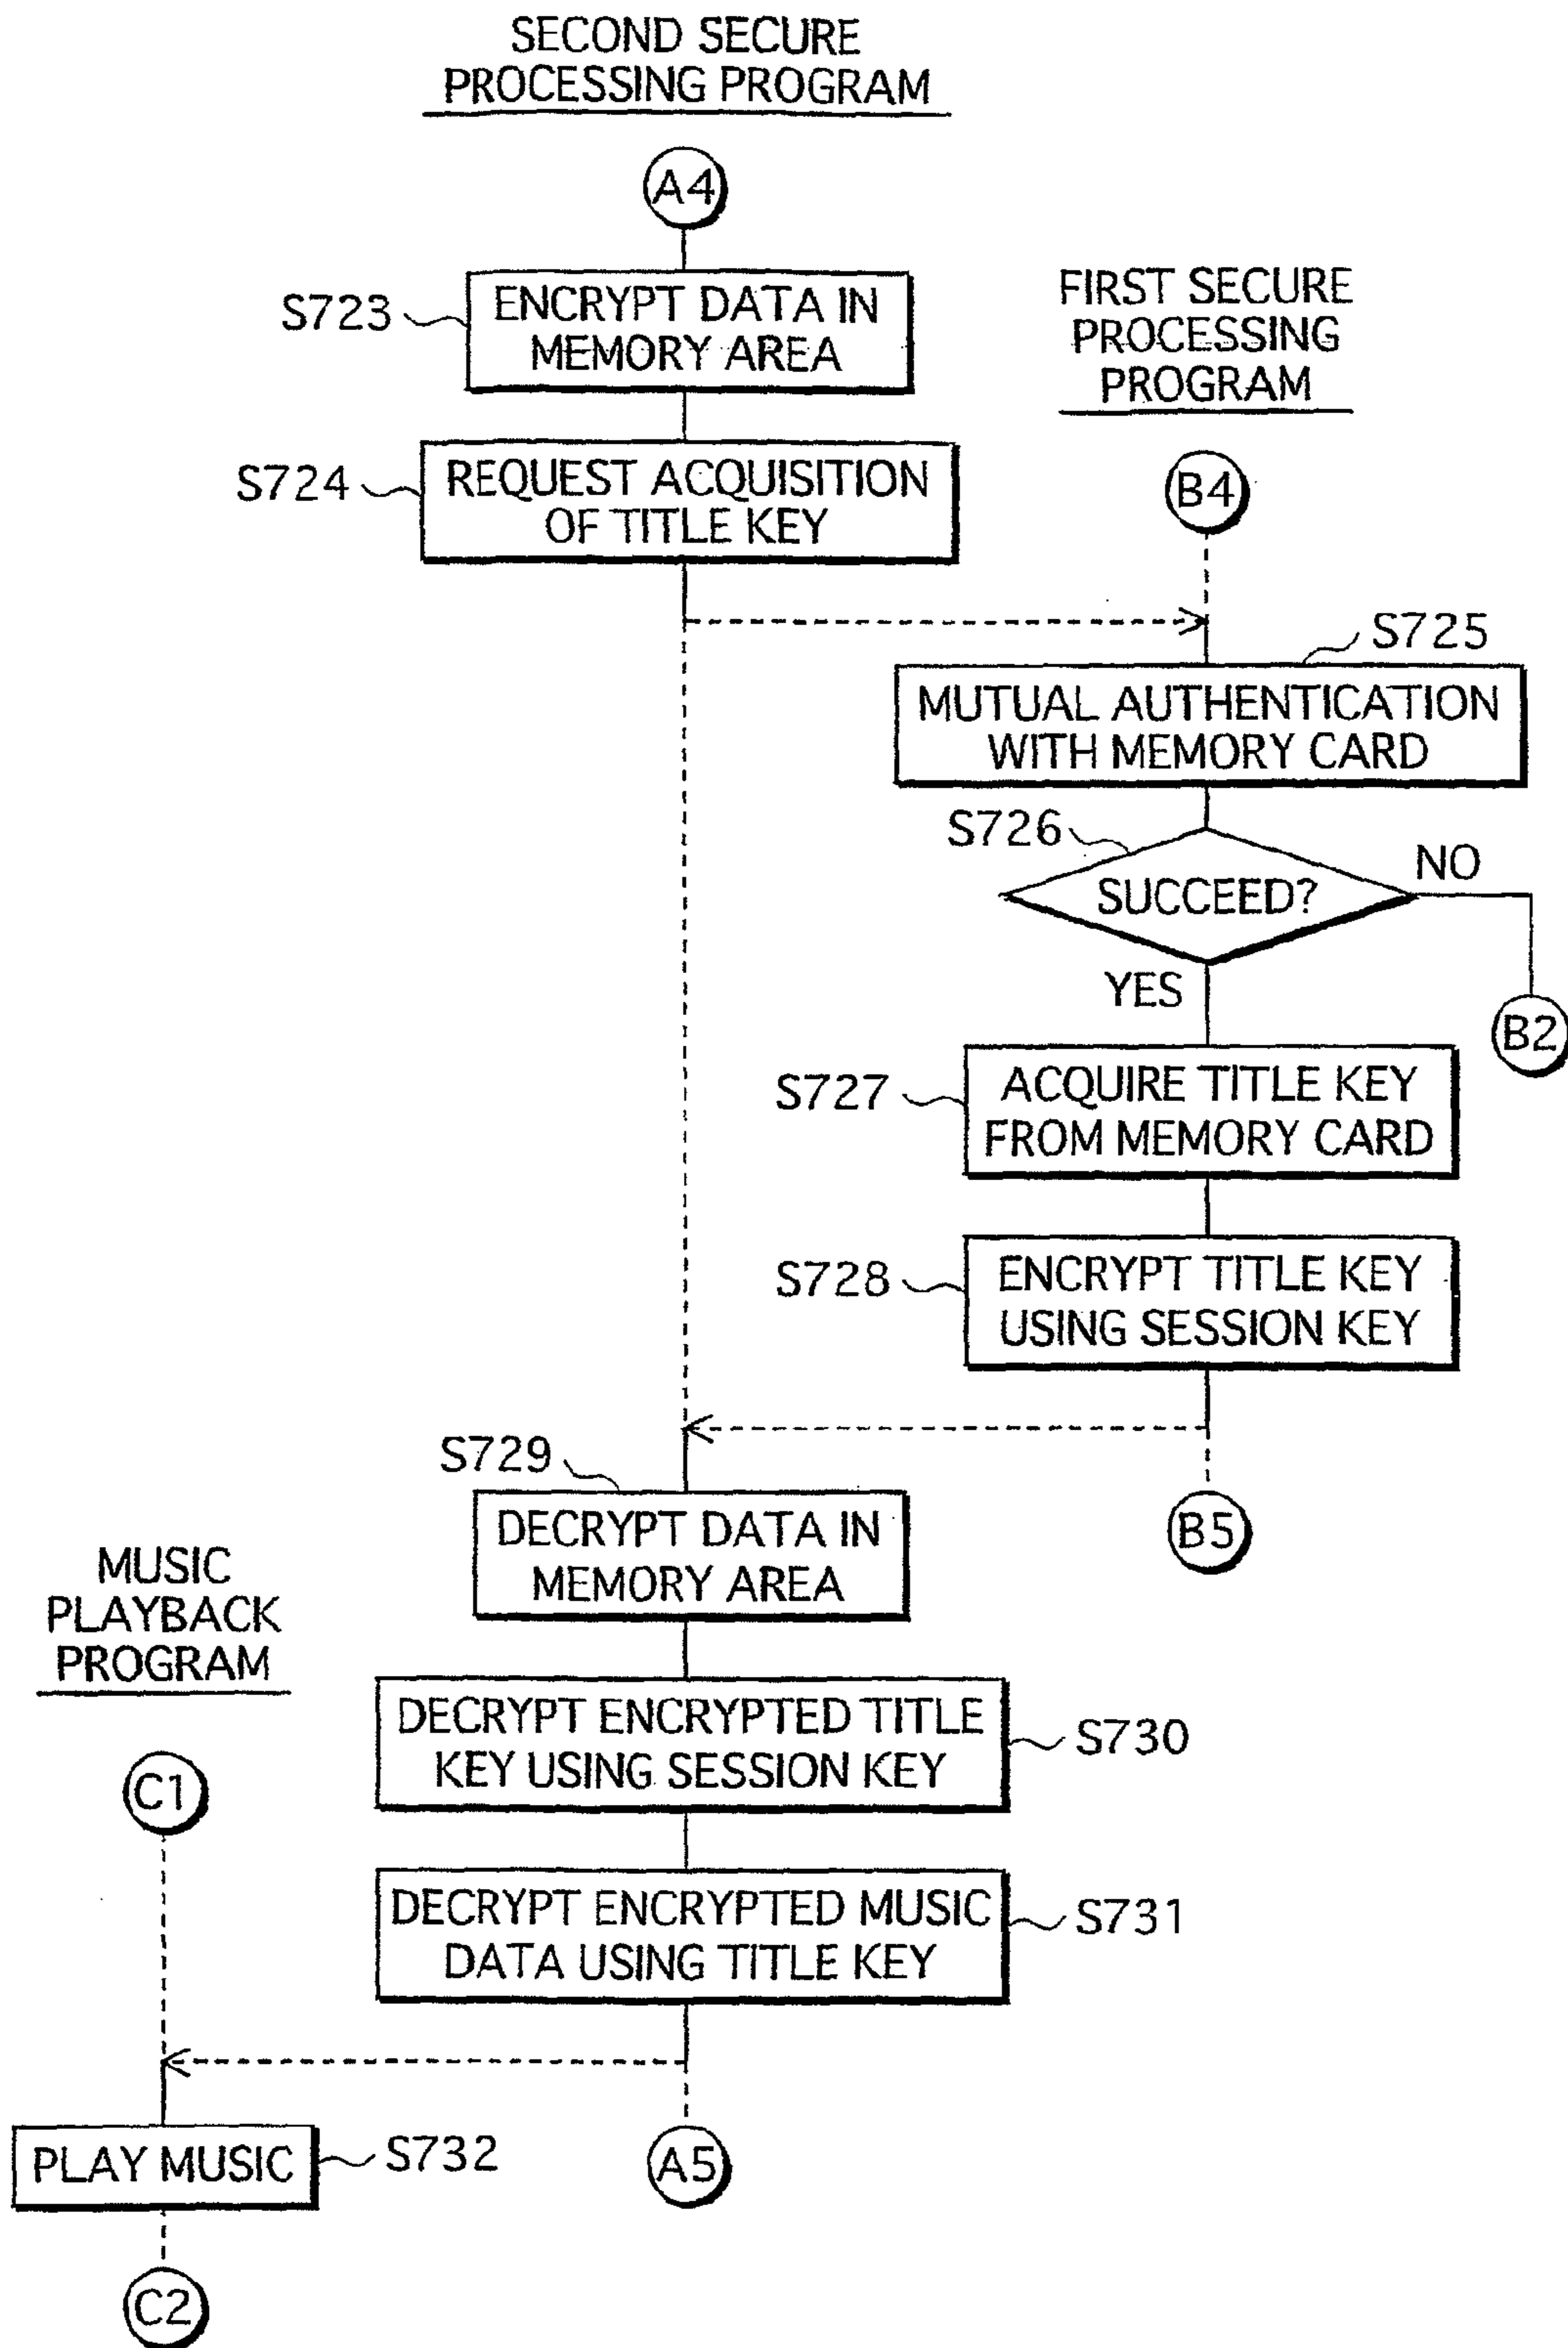 SECOND SECURE
PROCESSING PROGRAM
A4
S723
ENCRYPT DATA IN
MEMORY AREA
FIRST SECURE
PROCESSING
PROGRAM
S724
REQUEST ACQUISITION
OF TITLE KEY
B4
S725
MUTUAL AUTHENTICATION
WITH MEMORY CARD
S726
SUCCEED?
NO
YES
B2
S727
ACQUIRE TITLE KEY
FROM MEMORY CARD
S728
ENCRYPT TITLE KEY
USING SESSION KEY
S729
DECRYPT DATA IN
MEMORY AREA
B5
MUSIC
PLAYBACK
PROGRAM
DECRYPT ENCRYPTED TITLE
KEY USING SESSION KEY
S730
C1
DECRYPT ENCRYPTED MUSIC
DATA USING TITLE KEY
S731
PLAY MUSIC
S732
A5
C2